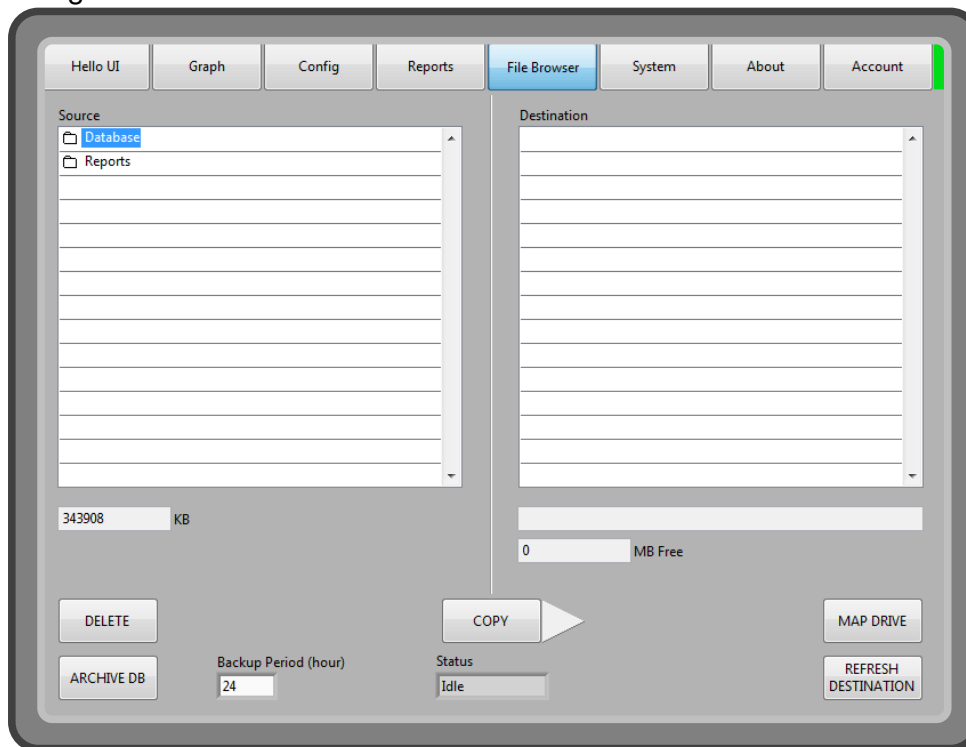 Hello UI
Graph
Config
Reports
File Browser
System
About
Account
Source
Database
Reports
343908 KB
Destination
0 MB Free
DELETE
COPY
MAP DRIVE
ARCHIVE DB
Backup Period (hour)
24
Status
Idle
REFRESH
DESTINATION